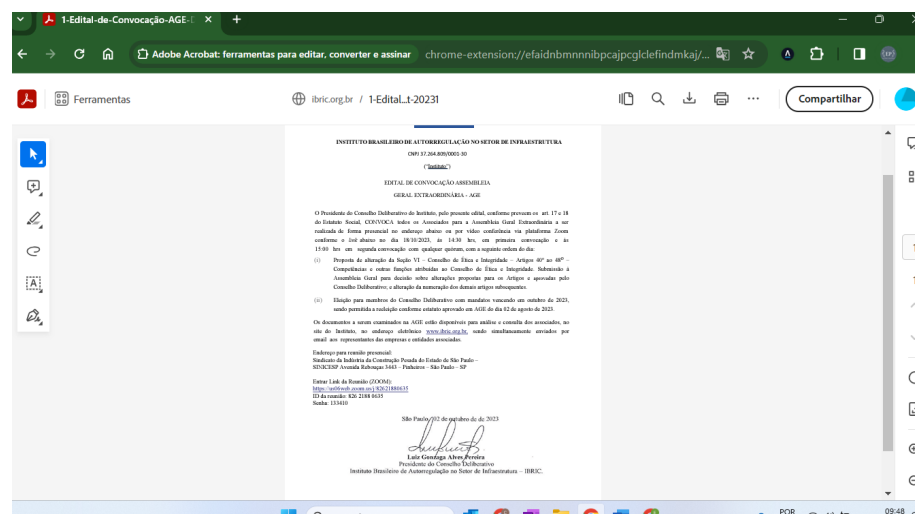 1-Edital-de-Convocação-AGE-
Adobe Acrobat: ferramentas para editar, converter e assinar chrome-extension://efaidnbmnnnibpcajpcglclefindmkaj/...
Ferramentas ibric.org.br / 1-Edital...t-20231 Compartilhar
INSTITUTO BRASILEIRO DE AUTORREGULAÇÃO NO SETOR DE INFRAESTRUTURA
CNPJ 37.264.809/0001-30
("Instituto")
EDITAL DE CONVOCAÇÃO ASSEMBLEIA
GERAL EXTRAORDINÁRIA - AGE
O Presidente do Conselho Deliberativo do Instituto, pelo presente edital, conforme preveem os art. 17 e 18
do Estatuto Social, CONVOCA todos os Associados para a Assembleia Geral Extraordinária a ser
realizada de forma presencial no endereço abaixo ou por vídeo conferência via plataforma Zoom
conforme o link abaixo no dia 18/10/2023, às 14:30 hrs, em primeira convocação e às
15:00 hrs em segunda convocação com qualquer quórum, com a seguinte ordem do dia:
(i) Proposta de alteração da Seção VI – Conselho de Ética e Integridade – Artigos 40º ao 48º –
Competências e outras funções atribuídas ao Conselho de Ética e Integridade. Submissão à
Assembleia Geral para decisão sobre alterações propostas para os Artigos e aprovadas pelo
Conselho Deliberativo; e alteração da numeração dos demais artigos subsequentes.
(ii) Eleição para membros do Conselho Deliberativo com mandatos vencendo em outubro de 2023,
sendo permitida a reeleição conforme estatuto aprovado em AGE do dia 02 de agosto de 2023.
Os documentos a serem examinados na AGE estão disponíveis para análise e consulta dos associados, no
site do Instituto, no endereço eletrônico www.ibric.org.br, sendo simultaneamente enviados por
email aos representantes das empresas e entidades associadas.
Endereço para reunião presencial:
Sindicato da Indústria da Construção Pesada do Estado de São Paulo –
SINICESP Avenida Rebouças 3443 – Pinheiros – São Paulo – SP
Entrar Link da Reunião (ZOOM):
https://us06web.zoom.us/j/82621880635
ID da reunião: 826 2188 0635
Senha: 133410
São Paulo, 02 de outubro de de 2023
Luiz Gonzaga Alves Pereira
Presidente do Conselho Deliberativo
Instituto Brasileiro de Autorregulação no Setor de Infraestrutura – IBRIC.
POR
09:48